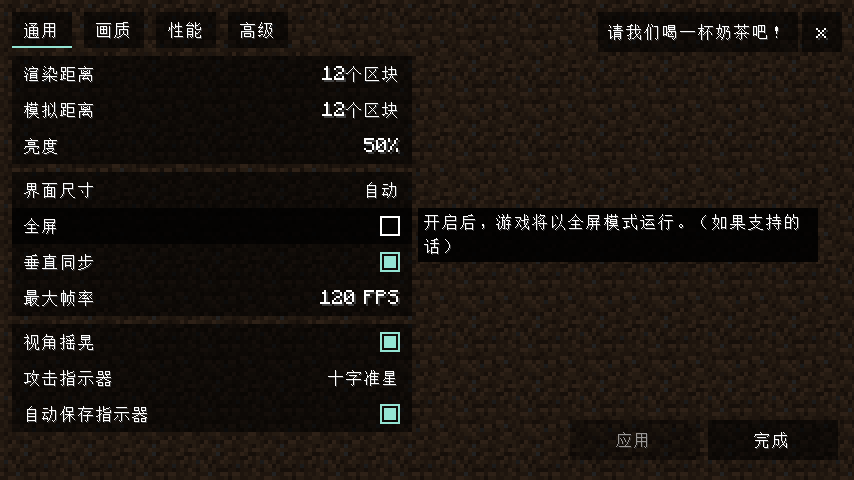 通用 画质 性能 高级 请我们喝一杯奶茶吧！ ×
渲染距离 12个区块
模拟距离 12个区块
亮度 50%
界面尺寸 自动
全屏
开启后，游戏将以全屏模式运行。（如果支持的
话）
垂直同步
最大帧率 120 FPS
视角摇晃
攻击指示器 十字准星
自动保存指示器
应用 完成